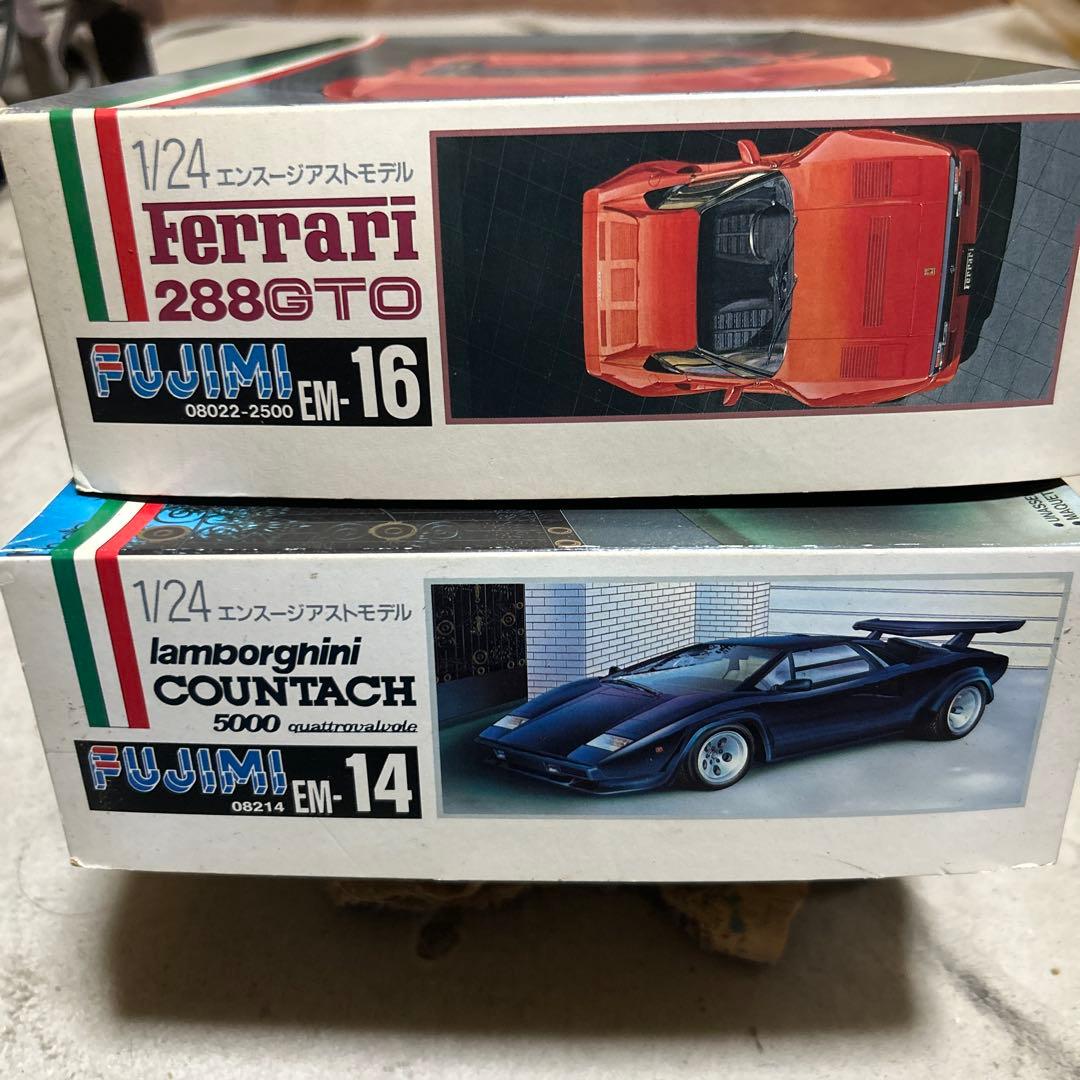 1/24 エンスージアストモデル
Ferrari
288GTO
FUJIMI
08022-2500 EM-16
Ferrari
1/24 エンスージアストモデル
lamborghini
COUNTACH
5000 quattrovalvole
FUJIMI
08214 EM-14